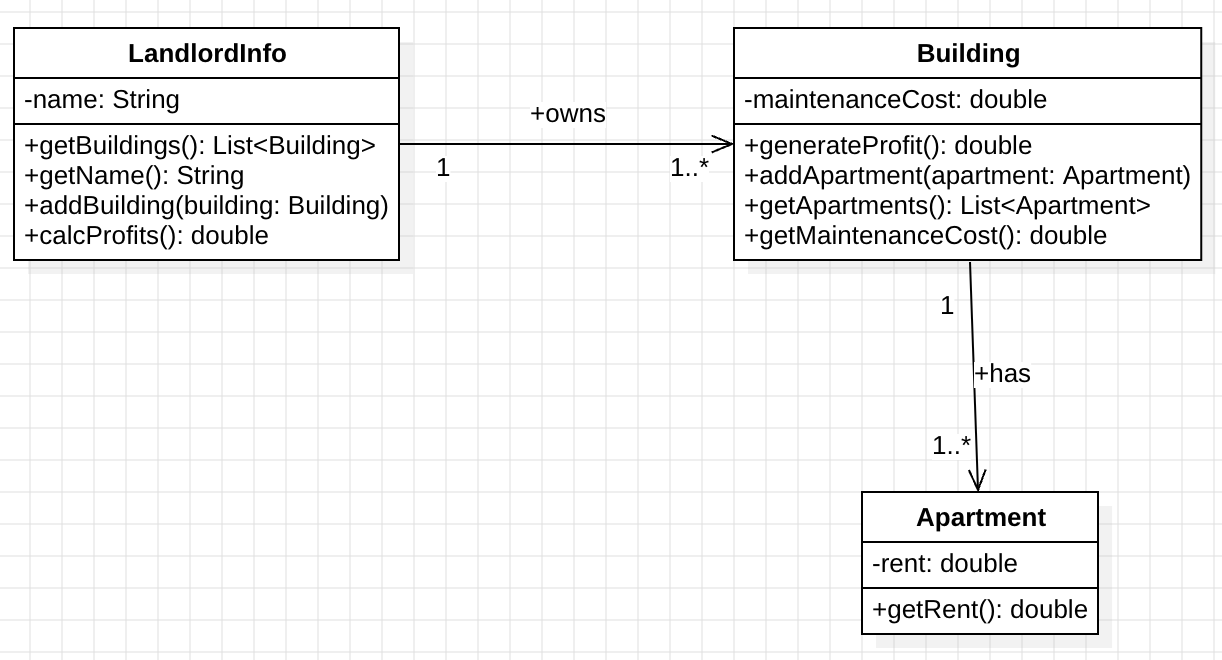 LandlordInfo
-name: String
+getBuildings(): List<Building>
+getName(): String
+addBuilding(building: Building)
+calcProfits(): double
+owns
1
1..*
Building
-maintenanceCost: double
+generateProfit(): double
+addApartment(apartment: Apartment)
+getApartments(): List<Apartment>
+getMaintenanceCost(): double
1
+has
1..*
Apartment
-rent: double
+getRent(): double